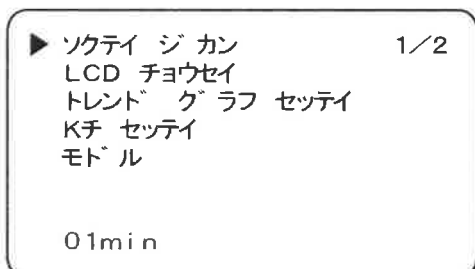 ▶ ソクテイ ジカン 1/2
LCD チョウセイ
トレンド グラフ セッテイ
Kチ セッテイ
モドル
01min